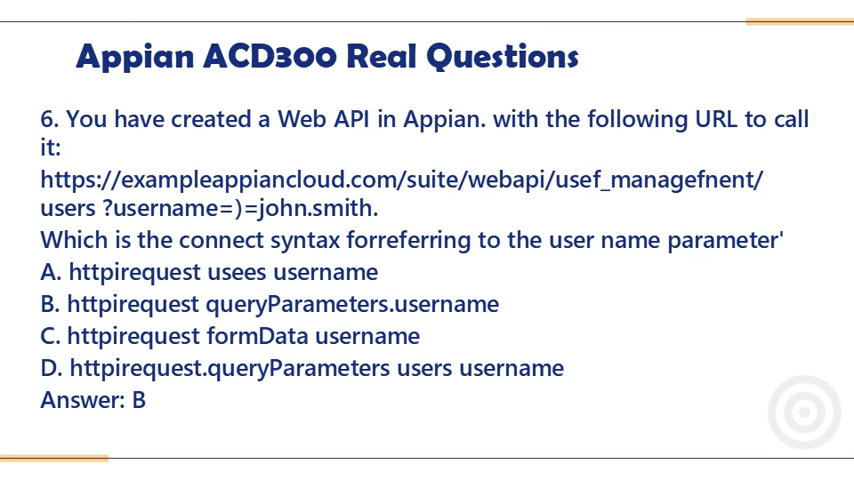 Appian ACD300 Real Questions
6. You have created a Web API in Appian. with the following URL to call
it:
https://exampleappiancloud.com/suite/webapi/usef_managefnent/
users ?username=)=john.smith.
Which is the connect syntax forreferring to the user name parameter'
A. httpirequest usees username
B. httpirequest queryParameters.username
C. httpirequest formData username
D. httpirequest.queryParameters users username
Answer: B